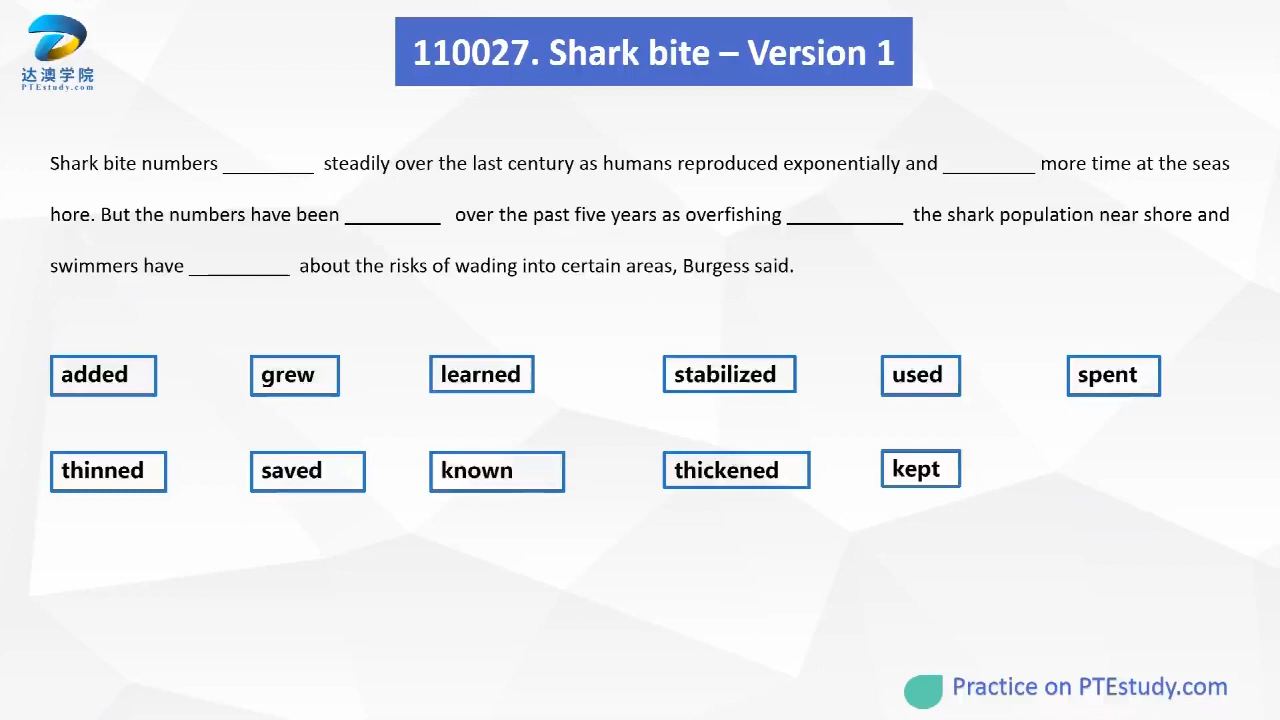 达澳学院
PTEstudy.com
110027. Shark bite – Version 1
Shark bite numbers _________ steadily over the last century as humans reproduced exponentially and _________ more time at the seas
hore. But the numbers have been _________ over the past five years as overfishing ___________ the shark population near shore and
swimmers have __________ about the risks of wading into certain areas, Burgess said.
added grew learned stabilized used spent
thinned saved known thickened kept
Practice on PTEstudy.com